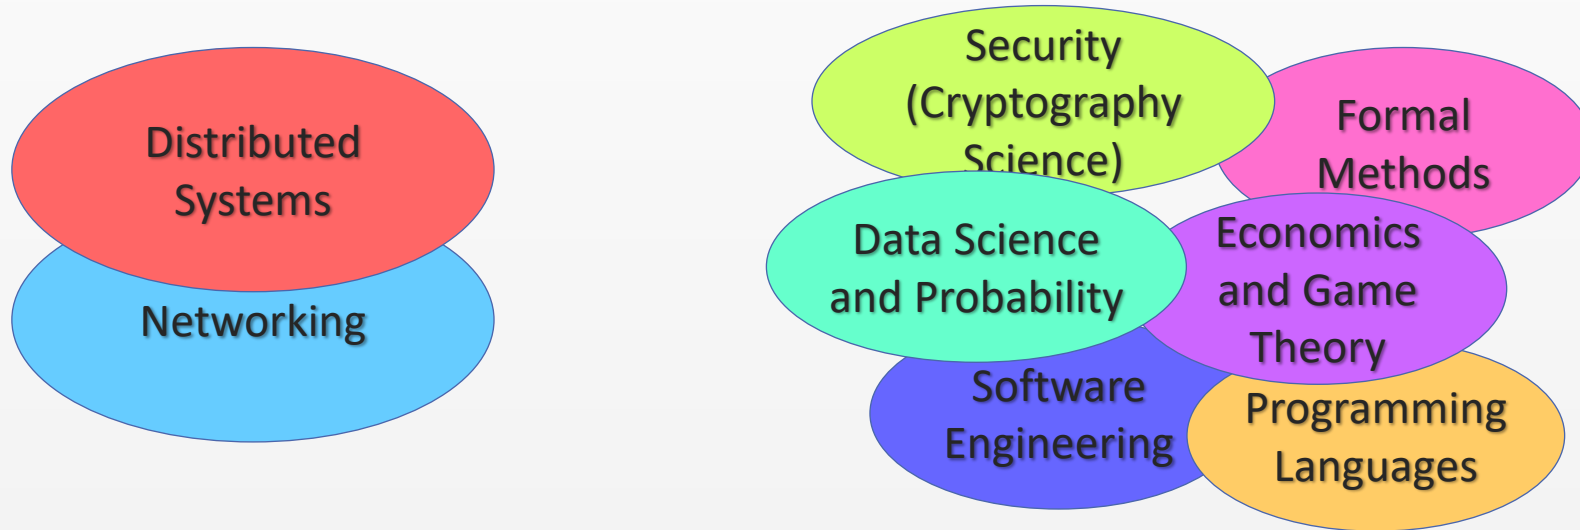 Distributed
Systems
Networking
Security
(Cryptography
Science)
Formal
Methods
Data Science
and Probability
Economics
and Game
Theory
Software
Engineering
Programming
Languages